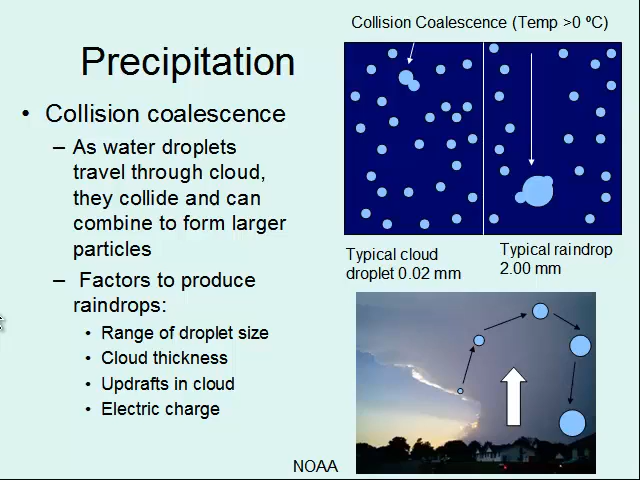 Collision Coalescence (Temp >0 ºC)
Precipitation
• Collision coalescence
– As water droplets
travel through cloud,
they collide and can
combine to form larger
particles
– Factors to produce
raindrops:
• Range of droplet size
• Cloud thickness
• Updrafts in cloud
• Electric charge
Typical cloud
droplet 0.02 mm
Typical raindrop
2.00 mm
NOAA